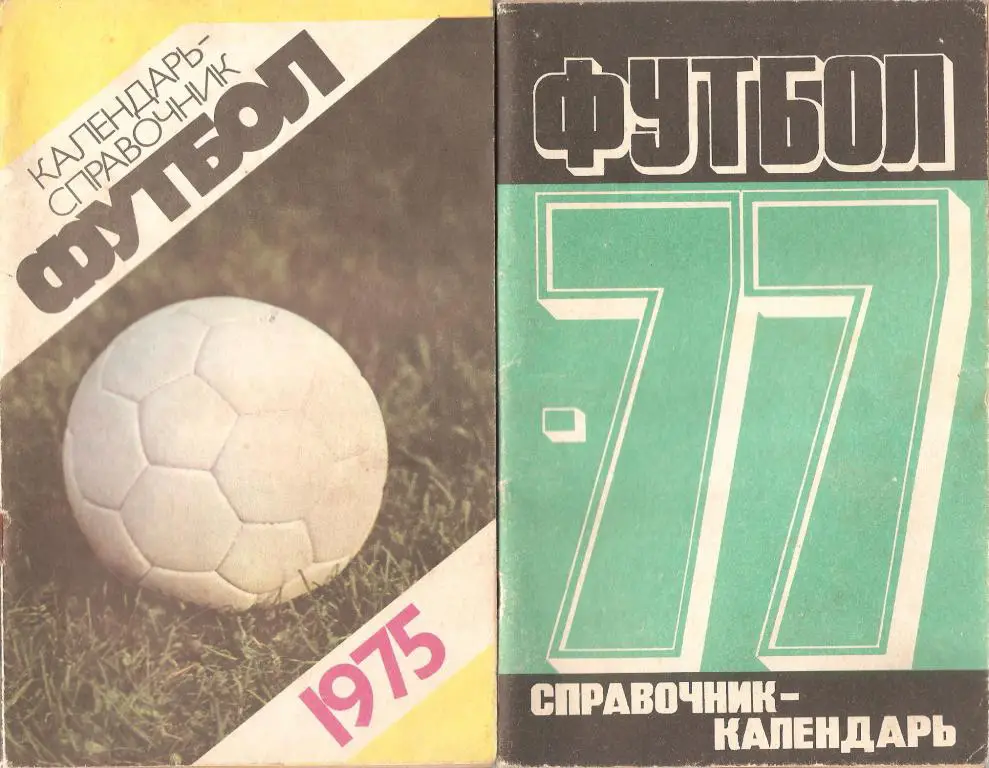 КАЛЕНДАРЬ-
СПРАВОЧНИК
ФУТБОЛ
1975
ФУТБОЛ
·77
СПРАВОЧНИК-
КАЛЕНДАРЬ